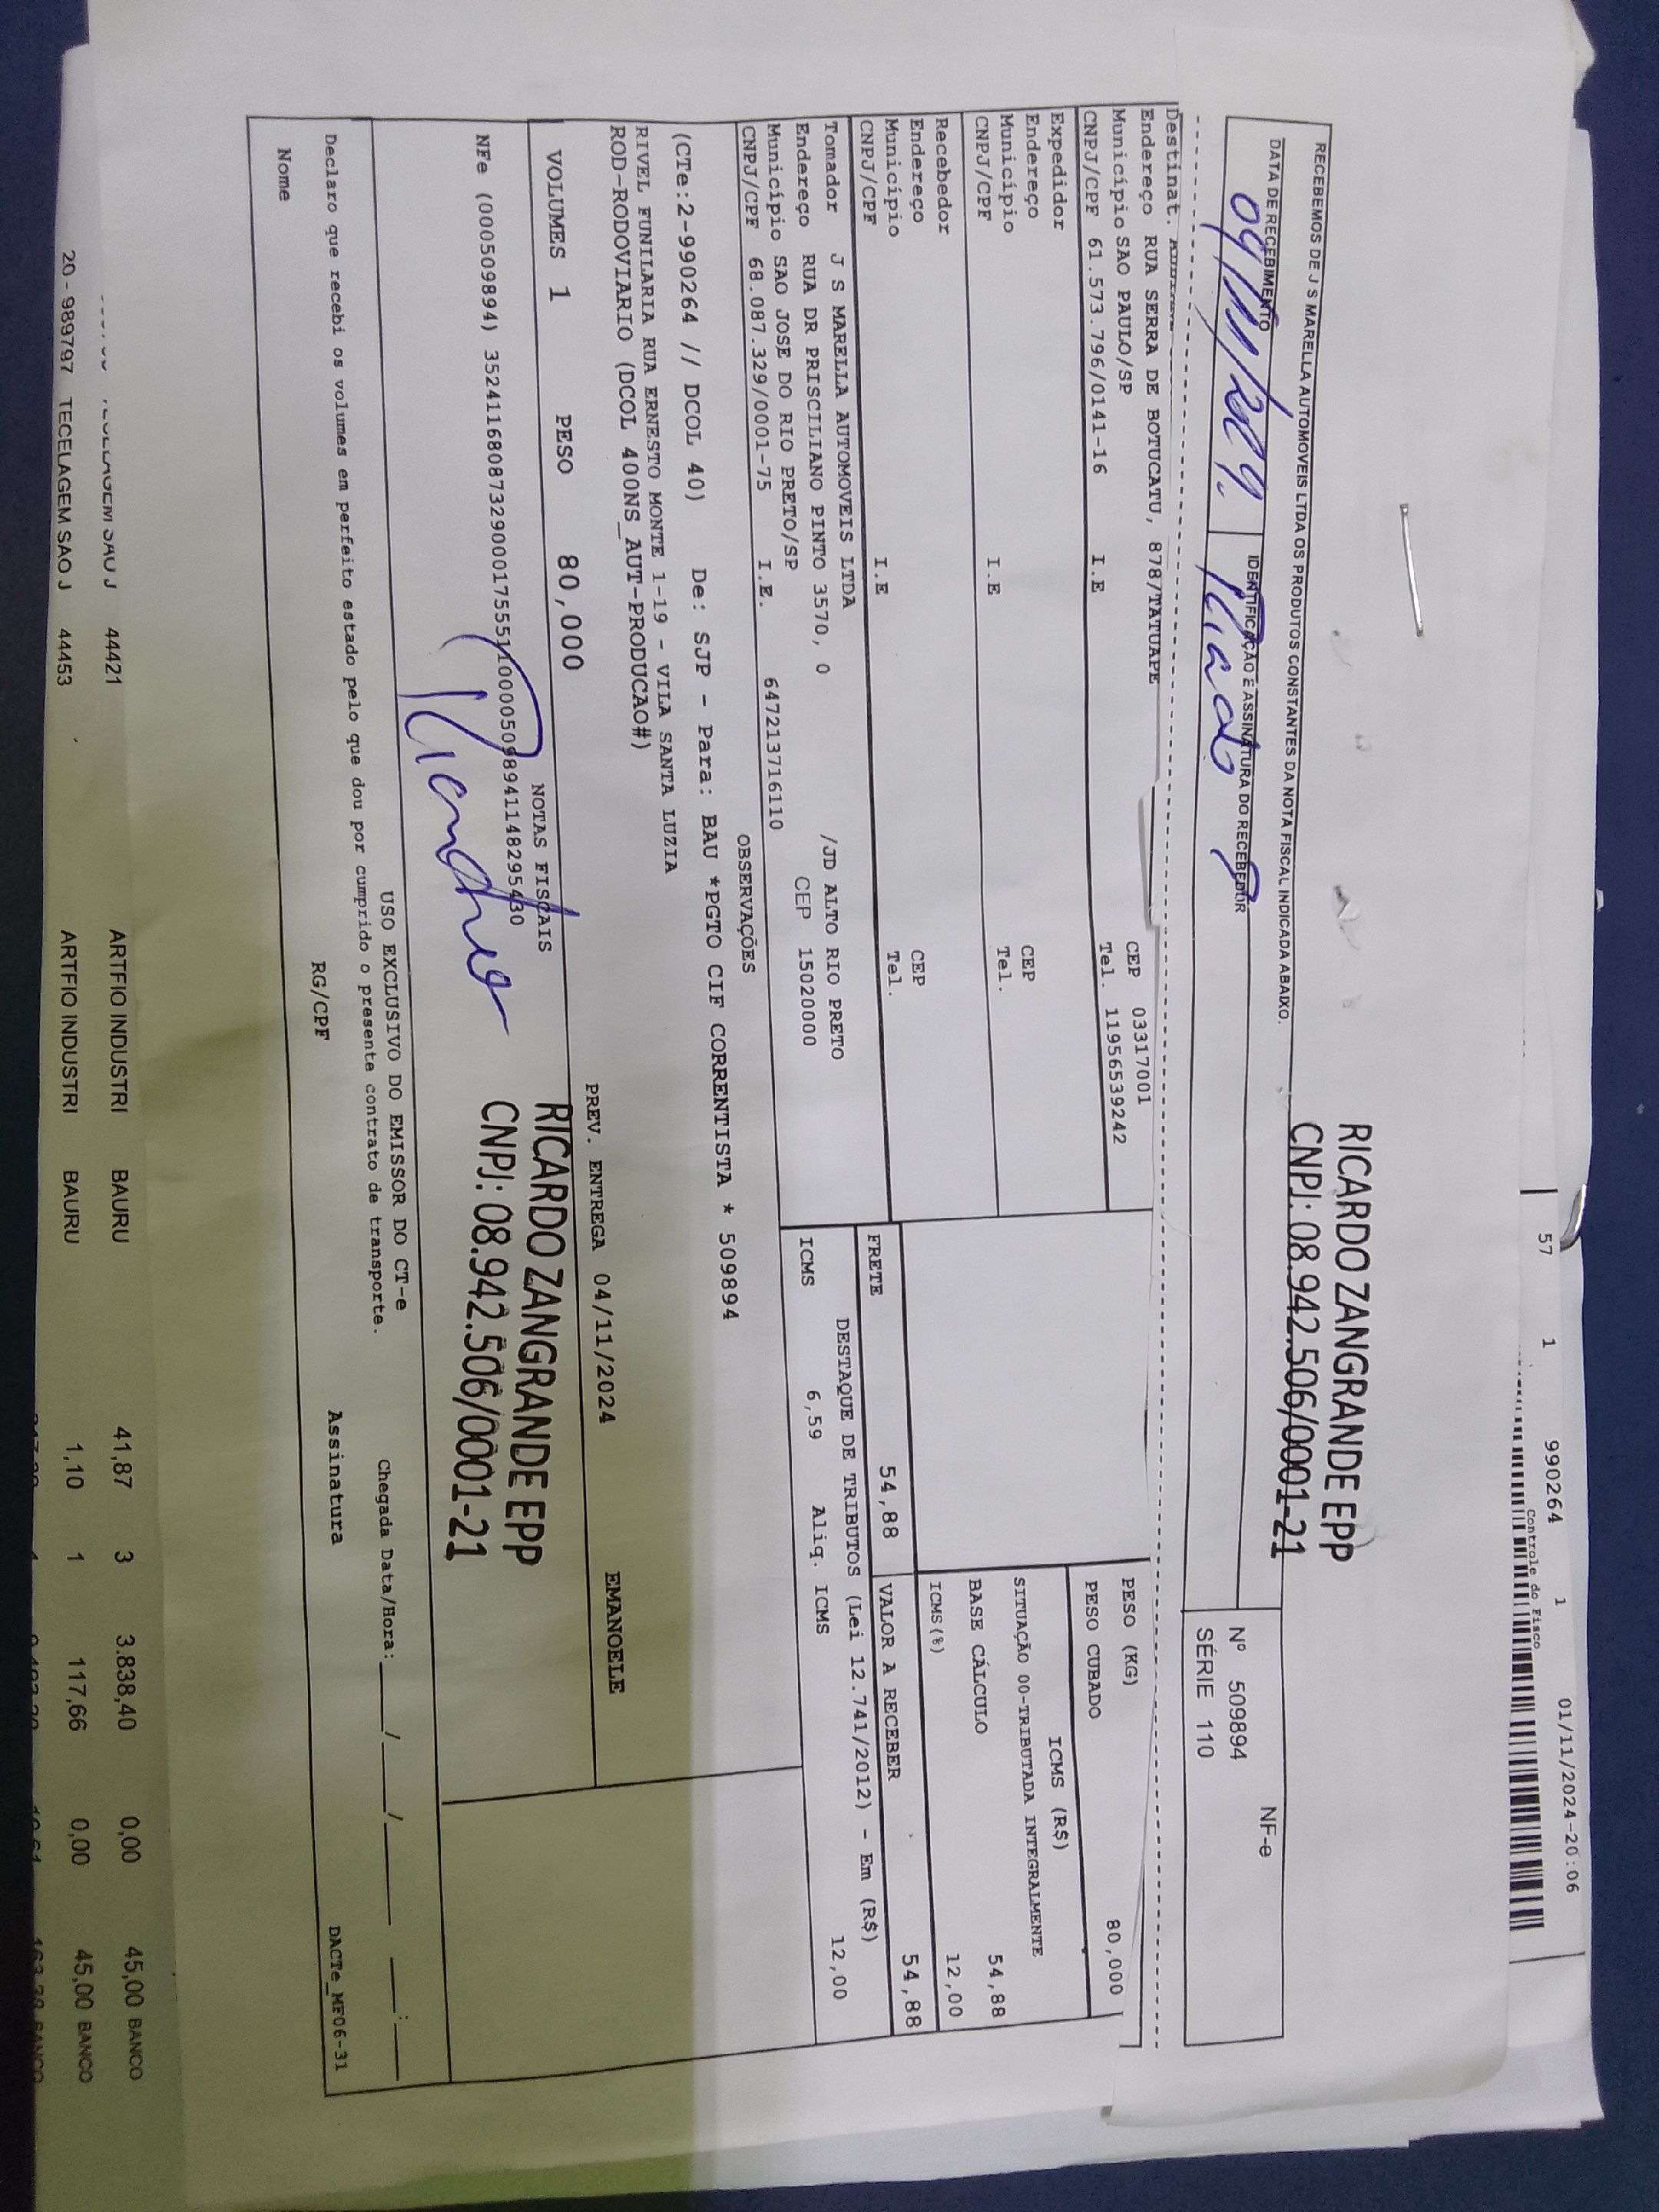 57 1 990264 1 01/11/2024-20:06
Controle do Fisco
RICARDO ZANGRANDE EPP
CNPJ: 08.942.506/0001-21
RECEBEMOS DE J S MARELLA AUTOMOVEIS LTDA OS PRODUTOS CONSTANTES DA NOTA FISCAL INDICADA ABAIXO.
NF-e
Nº 509894
SÉRIE 110
DATA DE RECEBIMENTO
IDENTIFICAÇÃO E ASSINATURA DO RECEBEDOR
Destinat.
Endereço RUA SERRA DE BOTUCATU, 878/TATUAPE CEP 03317001
Município SAO PAULO/SP Tel. 11956539242
CNPJ/CPF 61.573.796/0141-16 I.E
PESO (KG) 80,000
PESO CUBADO
Expedidor
Endereço CEP
Município Tel.
CNPJ/CPF I.E
ICMS (R$)
SITUAÇÃO 00-TRIBUTADA INTEGRALMENTE
BASE CÁLCULO 54,88
ICMS(%) 12,00
Recebedor
Endereço CEP
Município Tel.
CNPJ/CPF I.E
FRETE 54,88 VALOR A RECEBER 54,88
Tomador J S MARELLA AUTOMOVEIS LTDA
Endereço RUA DR PRISCILIANO PINTO 3570, 0 /JD ALTO RIO PRETO
Município SAO JOSE DO RIO PRETO/SP CEP 15020000
CNPJ/CPF 68.087.329/0001-75 I.E. 647213716110
DESTAQUE DE TRIBUTOS (Lei 12.741/2012) - Em (R$)
ICMS 6,59 Aliq. ICMS 12,00
OBSERVAÇÕES
(CTe:2-990264 // DCOL 40) De: SJP - Para: BAU *PGTO CIF CORRENTISTA * 509894
RIVEL FUNILARIA RUA ERNESTO MONTE 1-19 - VILA SANTA LUZIA
ROD-RODOVIARIO (DCOL 400NS_AUT-PRODUCAO#)
PREV. ENTREGA 04/11/2024 EMANOELE
VOLUMES 1 PESO 80,000
NOTAS FISCAIS
NFe (000509894) 35241168087329000175551100005098941148295430
RICARDO ZANGRANDE EPP
CNPJ: 08.942.506/0001-21
USO EXCLUSIVO DO EMISSOR DO CT-e
Declaro que recebi os volumes em perfeito estado pelo que dou por cumprido o presente contrato de transporte. Chegada Data/Hora:____/____/______ ____:____
Nome RG/CPF Assinatura
DACTe_MF06-31
44421 ARTFIO INDUSTRI BAURU 41,87 3 3.838,40 0,00 45,00 BANCO
20 - 989797 TECELAGEM SAO J 44453 ARTFIO INDUSTRI BAURU 1,10 1 117,66 0,00 45,00 BANCO